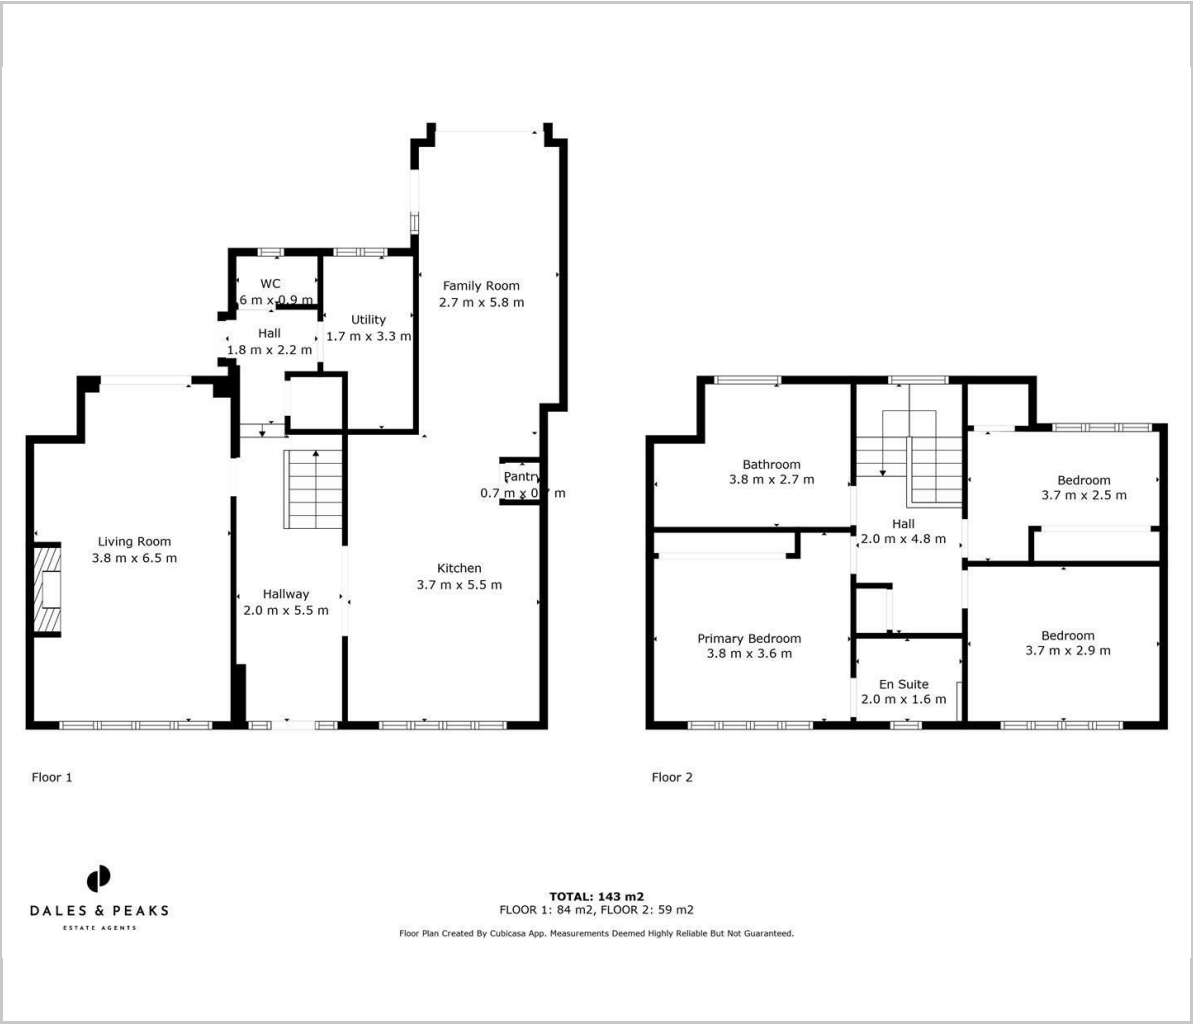 Family Room
2.7 m x 5.8 m
WC
6 m x 0.9 m
Utility
1.7 m x 3.3 m
Hall
1.8 m x 2.2 m
Pantry
0.7 m x 0.7 m
Living Room
3.8 m x 6.5 m
Kitchen
3.7 m x 5.5 m
Hallway
2.0 m x 5.5 m
Floor 1
Bathroom
3.8 m x 2.7 m
Bedroom
3.7 m x 2.5 m
Hall
2.0 m x 4.8 m
Primary Bedroom
3.8 m x 3.6 m
Bedroom
3.7 m x 2.9 m
En Suite
2.0 m x 1.6 m
Floor 2
DALES & PEAKS
ESTATE AGENTS
TOTAL: 143 m2
FLOOR 1: 84 m2, FLOOR 2: 59 m2
Floor Plan Created By Cubicasa App. Measurements Deemed Highly Reliable But Not Guaranteed.